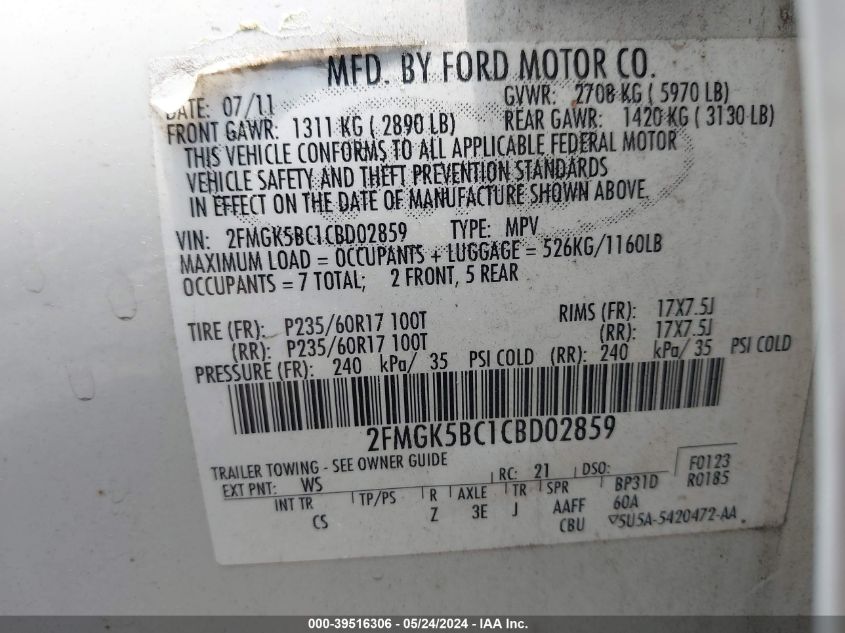 MFD. BY FORD MOTOR CO.
DATE: 07/11 GVWR: 2708 KG ( 5970 LB)
FRONT GAWR: 1311 KG ( 2890 LB) REAR GAWR: 1420 KG ( 3130 LB)
THIS VEHICLE CONFORMS TO ALL APPLICABLE FEDERAL MOTOR
VEHICLE SAFETY AND THEFT PREVENTION STANDARDS
IN EFFECT ON THE DATE OF MANUFACTURE SHOWN ABOVE.
VIN: 2FMGK5BC1CBD02859 TYPE: MPV
MAXIMUM LOAD = OCCUPANTS + LUGGAGE = 526KG/1160LB
OCCUPANTS = 7 TOTAL; 2 FRONT, 5 REAR
TIRE (FR): P235/60R17 100T RIMS (FR): 17X7.5J
(RR): P235/60R17 100T (RR): 17X7.5J
PRESSURE (FR): 240 kPa/ 35 PSI COLD (RR): 240 kPa/ 35 PSI COLD
2FMGK5BC1CBD02859
TRAILER TOWING - SEE OWNER GUIDE F0123
EXT PNT: WS RC: 21 DSO: R0185
INT TR TP/PS R AXLE TR SPR BP31D
CS Z 3E J AAFF 60A
CBU 5U5A-5420472-AA
000-39516306 - 05/24/2024 - IAA Inc.